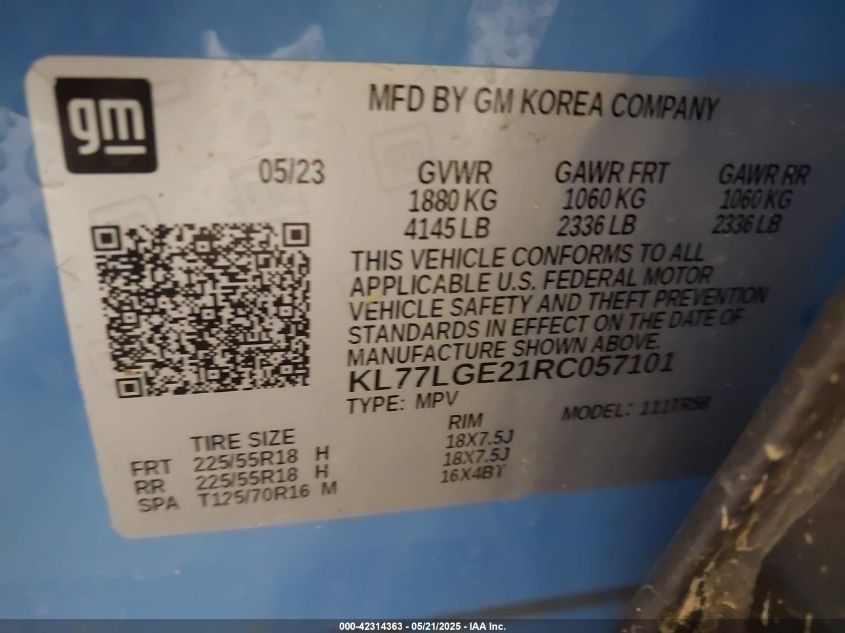 gm
MFD BY GM KOREA COMPANY
05/23
GVWR GAWR FRT GAWR RR
1880 KG 1060 KG 1060 KG
4145 LB 2336 LB 2336 LB
THIS VEHICLE CONFORMS TO ALL
APPLICABLE U.S. FEDERAL MOTOR
VEHICLE SAFETY AND THEFT PREVENTION
STANDARDS IN EFFECT ON THE DATE OF
MANUFACTURE SHOWN ABOVE.
KL77LGE21RC057101
TYPE: MPV MODEL:
TIRE SIZE RIM
FRT 225/55R18 H 18X7.5J
RR 225/55R18 H 18X7.5J
SPA T125/70R16 M 16X4BT
000-42314363 - 05/21/2025 - IAA Inc.